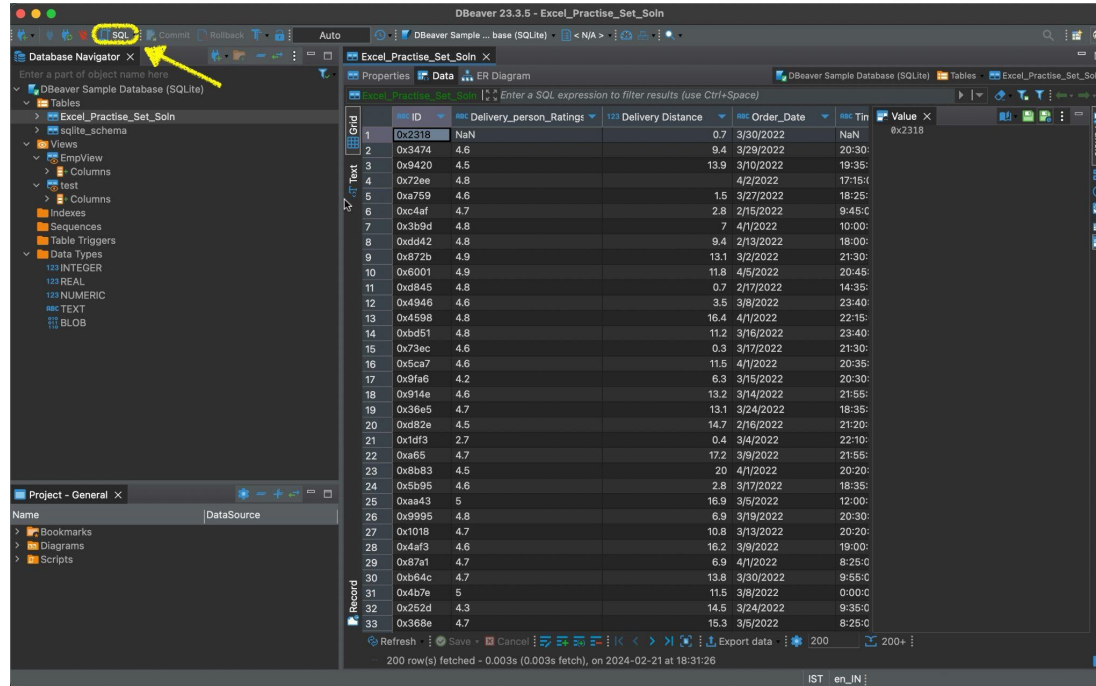 DBeaver 23.3.5 - Excel_Practise_Set_Soln
SQL Commit Rollback T Auto DBeaver Sample ... base (SQLite) < N/A >
Database Navigator
Enter a part of object name here
DBeaver Sample Database (SQLite)
Tables
Excel_Practise_Set_Soln
sqlite_schema
Views
EmpView
Columns
test
Columns
Indexes
Sequences
Table Triggers
Data Types
123 INTEGER
123 REAL
123 NUMERIC
ABC TEXT
BLOB
Project - General
Name DataSource
Bookmarks
Diagrams
Scripts
Excel_Practise_Set_Soln
Properties Data ER Diagram DBeaver Sample Database (SQLite) Tables Excel_Practise_Set_So
Excel_Practise_Set_Soln Enter a SQL expression to filter results (use Ctrl+Space)
Grid
Text
Record
ABC ID ABC Delivery_person_Ratings 123 Delivery Distance ABC Order_Date ABC Tin
1 0x2318 NaN 0.7 3/30/2022 NaN
2 0x3474 4.6 9.4 3/29/2022 20:30:
3 0x9420 4.5 13.9 3/10/2022 19:35:
4 0x72ee 4.8 4/2/2022 17:15:0
5 0xa759 4.6 1.5 3/27/2022 18:25:
6 0xc4af 4.7 2.8 2/15/2022 9:45:0
7 0x3b9d 4.8 7 4/1/2022 10:00:
8 0xdd42 4.8 9.4 2/13/2022 18:00:
9 0x872b 4.9 13.1 3/2/2022 21:30:
10 0x6001 4.9 11.8 4/5/2022 20:45:
11 0xd845 4.8 0.7 2/17/2022 14:35:
12 0x4946 4.6 3.5 3/8/2022 23:40:
13 0x4598 4.8 16.4 4/1/2022 22:15:
14 0xbd51 4.8 11.2 3/16/2022 23:40:
15 0x73ec 4.6 0.3 3/17/2022 21:30:
16 0x5ca7 4.6 11.5 4/1/2022 20:35:
17 0x9fa6 4.2 6.3 3/15/2022 20:30:
18 0x914e 4.6 13.2 3/14/2022 21:55:
19 0x36e5 4.7 13.1 3/24/2022 18:35:
20 0xd82e 4.5 14.7 2/16/2022 21:20:
21 0x1df3 2.7 0.4 3/4/2022 22:10:
22 0xa65 4.7 17.2 3/9/2022 21:55:
23 0x8b83 4.5 20 4/1/2022 20:20:
24 0x5b95 4.6 2.8 3/17/2022 18:35:
25 0xaa43 5 16.9 3/5/2022 12:00:
26 0x9995 4.8 6.9 3/19/2022 20:30:
27 0x1018 4.7 10.8 3/13/2022 20:20:
28 0x4af3 4.6 16.2 3/9/2022 19:00:
29 0x87a1 4.7 6.9 4/1/2022 8:25:0
30 0xb64c 4.7 13.8 3/30/2022 9:55:0
31 0x4b7e 5 11.5 3/8/2022 0:00:0
32 0x252d 4.3 14.5 3/24/2022 9:35:0
33 0x368e 4.7 15.3 3/5/2022 8:25:0
Value
0x2318
Refresh Save Cancel Export data 200 200+
200 row(s) fetched - 0.003s (0.003s fetch), on 2024-02-21 at 18:31:26
IST en_IN